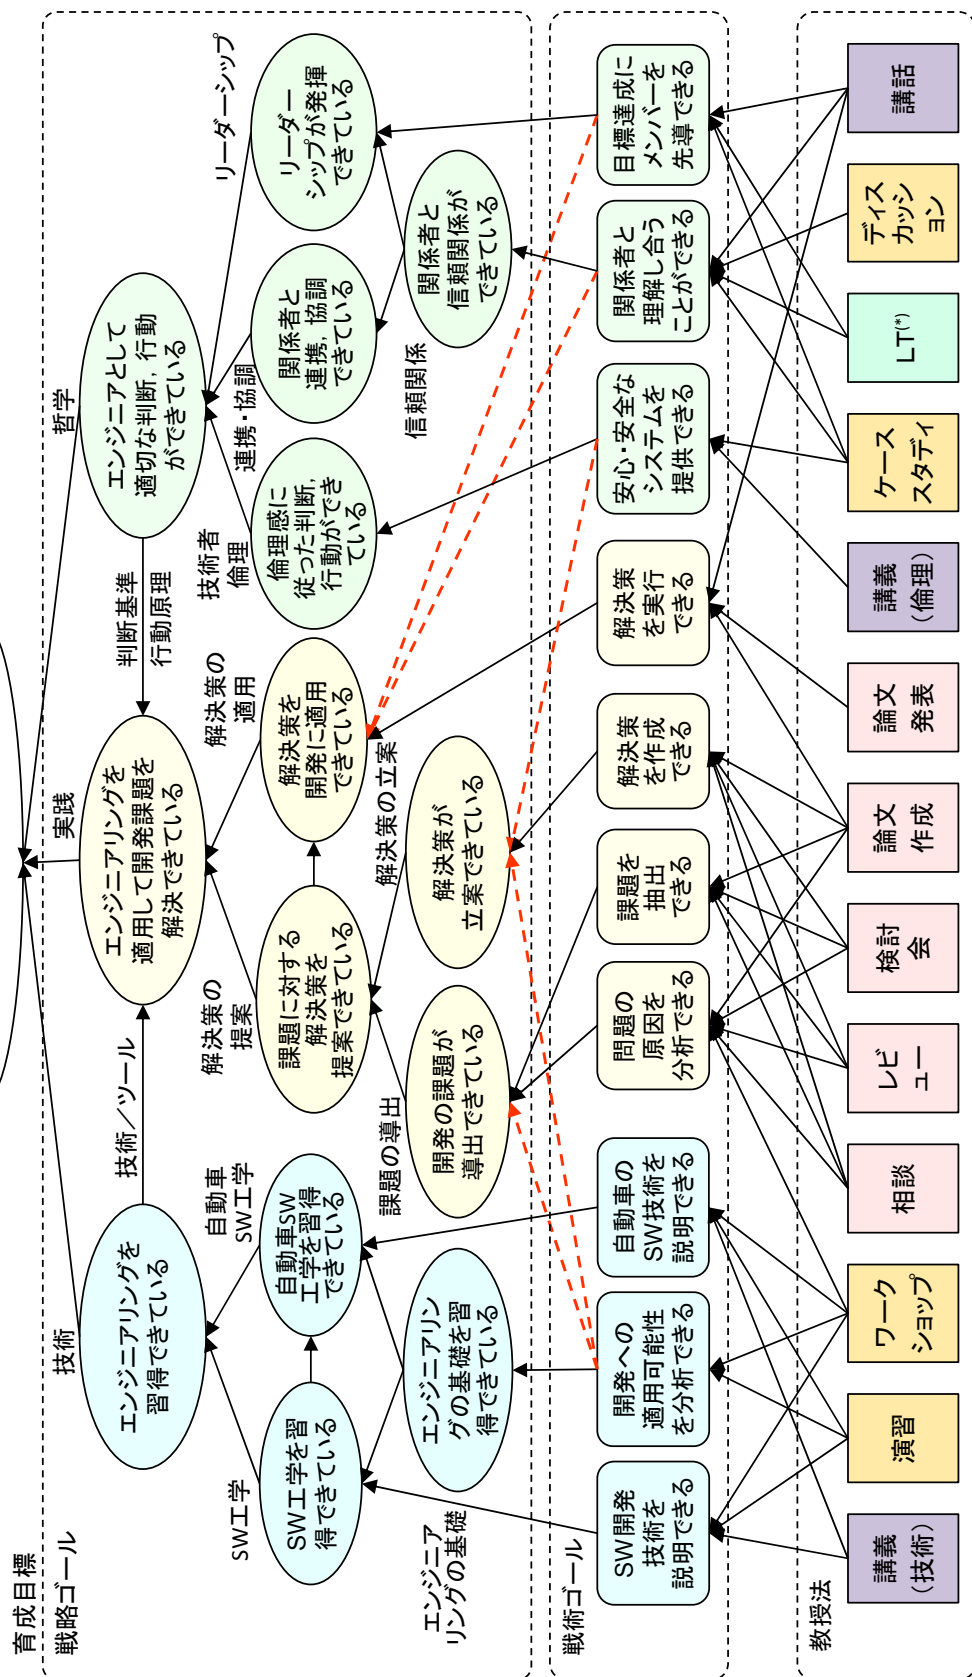 育成目標
戦略ゴール
技術
実践
哲学
エンジニアリングを
習得できている
技術／ツール
エンジニアリングを
適用して開発課題を
解決できている
判断基準
行動原理
エンジニアとして
適切な判断, 行動
ができている
SW工学
自動車
SW工学
解決策の
提案
解決策の
適用
技術者
倫理
連携・協調
リーダーシップ
SW工学を習
得できている
自動車SW
工学を習得
できている
課題に対する
解決策を
提案できている
解決策を
開発に適用
できている
倫理感に
従った判断,
行動ができ
ている
関係者と
連携, 協調
できている
リーダー
シップが発揮
できている
エンジニア
リングの基礎
課題の導出
解決策の立案
信頼関係
エンジニアリン
グの基礎を習
得できている
開発の課題が
導出できている
解決策が
立案できている
関係者と
信頼関係が
できている
戦術ゴール
SW開発
技術を
説明できる
開発への
適用可能性
を分析できる
自動車の
SW技術を
説明できる
問題の
原因を
分析できる
課題を
抽出
できる
解決策
を作成
できる
解決策
を実行
できる
安心・安全な
システムを
提供できる
関係者と
理解し合う
ことができる
目標達成に
メンバーを
先導できる
教授法
講義
(技術)
演習
ワーク
ショップ
相談
レビ
ュー
検討
会
論文
作成
論文
発表
講義
(倫理)
ケース
スタディ
LT(*)
ディス
カッシ
ョン
講話